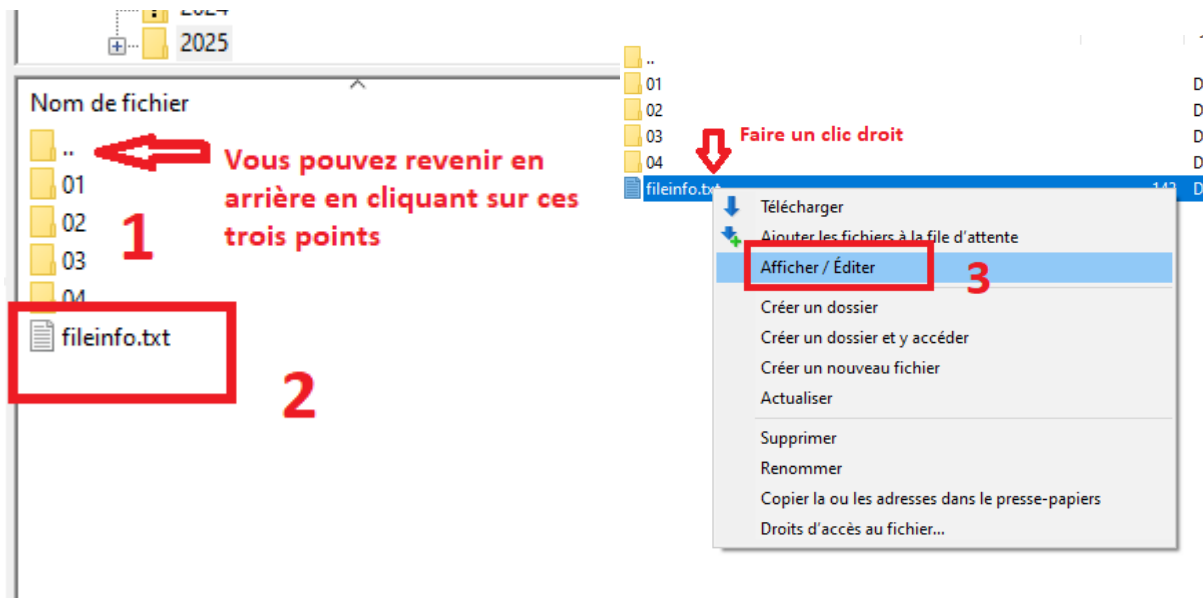 2024
2025
Nom de fichier
..
01
02
03
04
fileinfo.txt
Vous pouvez revenir en
arrière en cliquant sur ces
trois points
1
2
..
01
02
03
04
fileinfo.txt
Faire un clic droit
D
D
D
D
142 D
Télécharger
Ajouter les fichiers à la file d'attente
Afficher / Éditer
3
Créer un dossier
Créer un dossier et y accéder
Créer un nouveau fichier
Actualiser
Supprimer
Renommer
Copier la ou les adresses dans le presse-papiers
Droits d'accès au fichier...